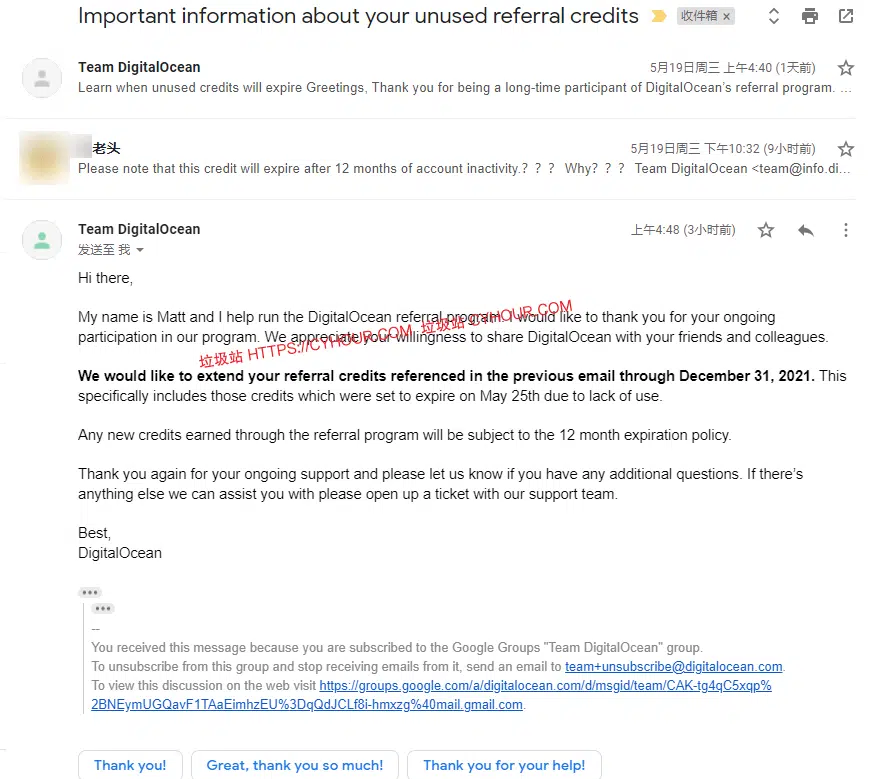 Important information about your unused referral credits
收件箱 ×
Team DigitalOcean
5月19日周三 上午4:40 (1天前)
Learn when unused credits will expire Greetings, Thank you for being a long-time participant of DigitalOcean's referral program. ...
老头
5月19日周三 下午10:32 (9小时前)
Please note that this credit will expire after 12 months of account inactivity.？？？ Why？？？ Team DigitalOcean <team@info.di...
Team DigitalOcean
上午4:48 (3小时前)
发送至 我
Hi there,
My name is Matt and I help run the DigitalOcean referral program. I would like to thank you for your ongoing
participation in our program. We appreciate your willingness to share DigitalOcean with your friends and colleagues.
垃圾站 HTTPS://CYHOUR.COM 垃圾站 CYHOUR.COM
We would like to extend your referral credits referenced in the previous email through December 31, 2021. This
specifically includes those credits which were set to expire on May 25th due to lack of use.
Any new credits earned through the referral program will be subject to the 12 month expiration policy.
Thank you again for your ongoing support and please let us know if you have any additional questions. If there's
anything else we can assist you with please open up a ticket with our support team.
Best,
DigitalOcean
--
You received this message because you are subscribed to the Google Groups "Team DigitalOcean" group.
To unsubscribe from this group and stop receiving emails from it, send an email to team+unsubscribe@digitalocean.com.
To view this discussion on the web visit https://groups.google.com/a/digitalocean.com/d/msgid/team/CAK-tg4qC5xqp%
2BNEymUGQavF1TAaEimhzEU%3DqQdJCLf8i-hmxzg%40mail.gmail.com.
Thank you!
Great, thank you so much!
Thank you for your help!